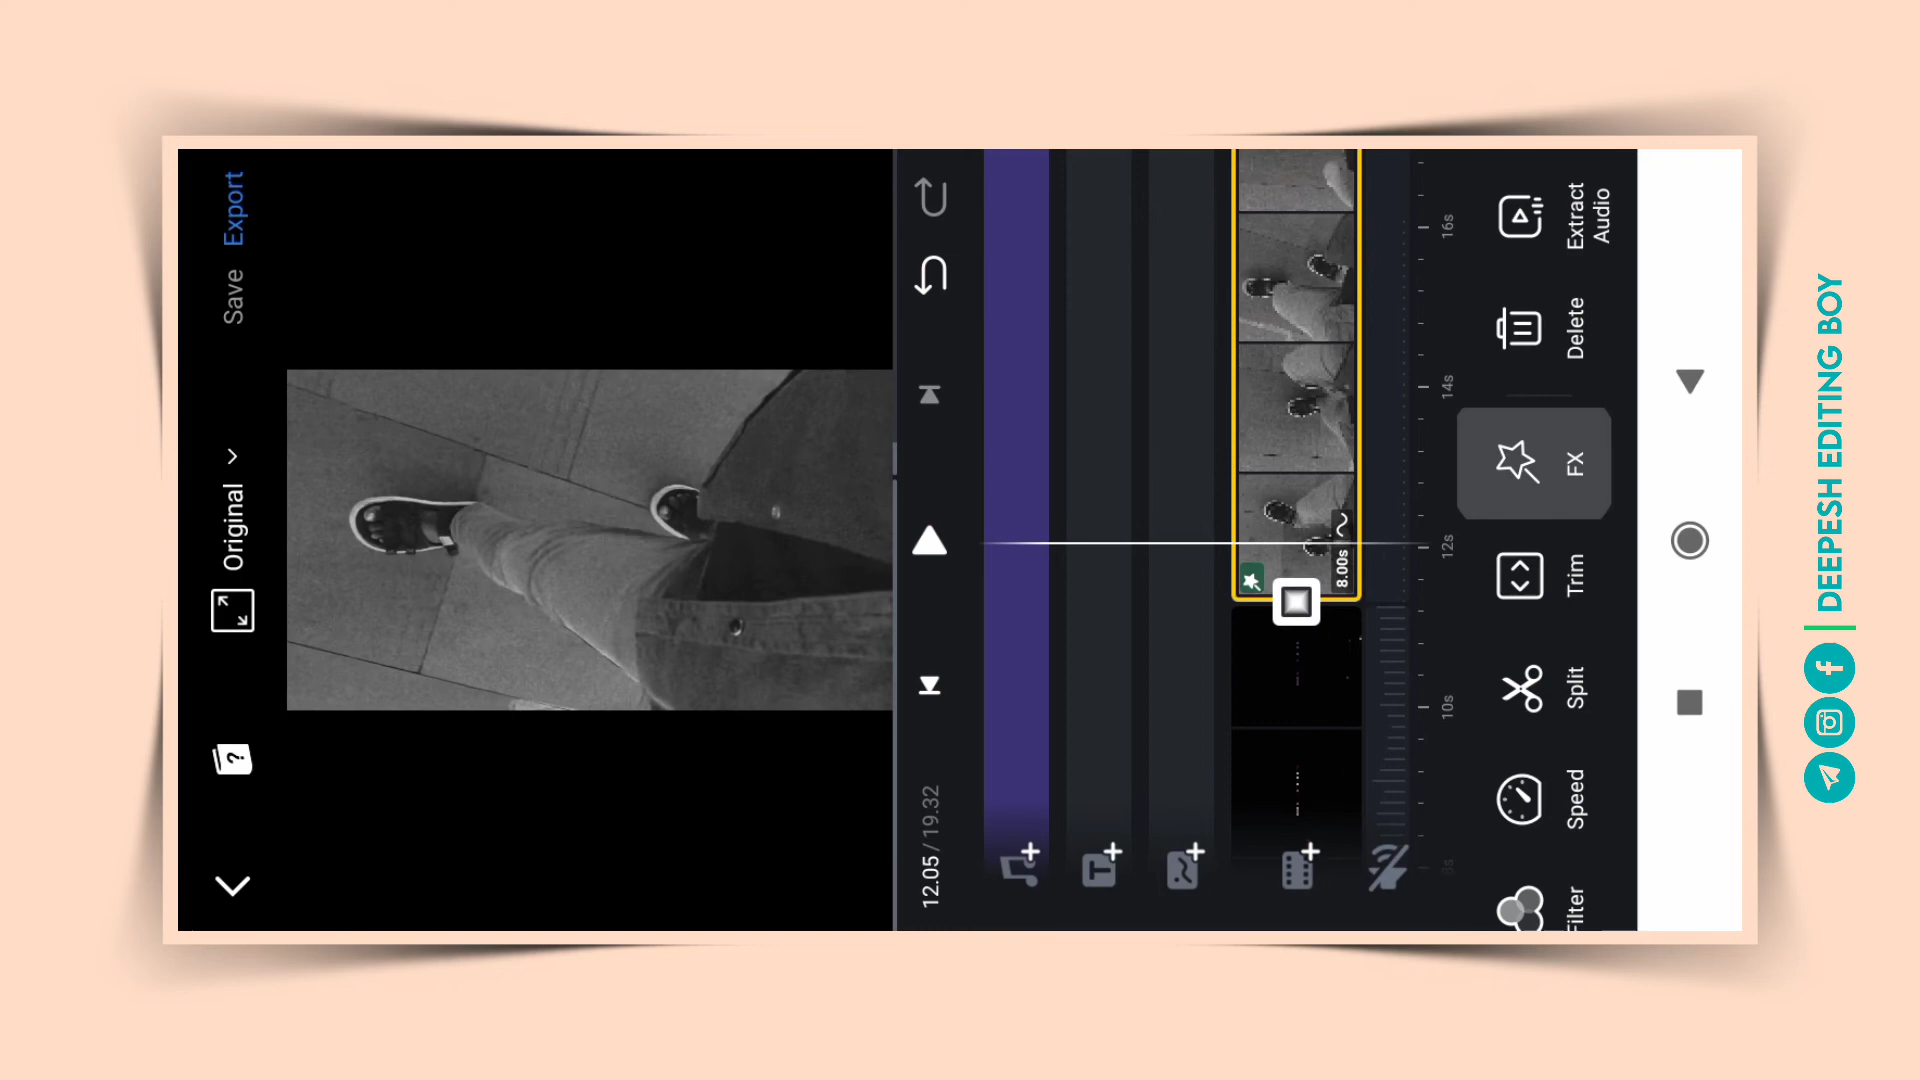 Save Export
Original
?
12.05 / 19.32
T
8.00s
8s
10s
12s
14s
16s
Filter
Speed
Split
Trim
FX
Delete
Extract
Audio
DEEPESH EDITING BOY
f